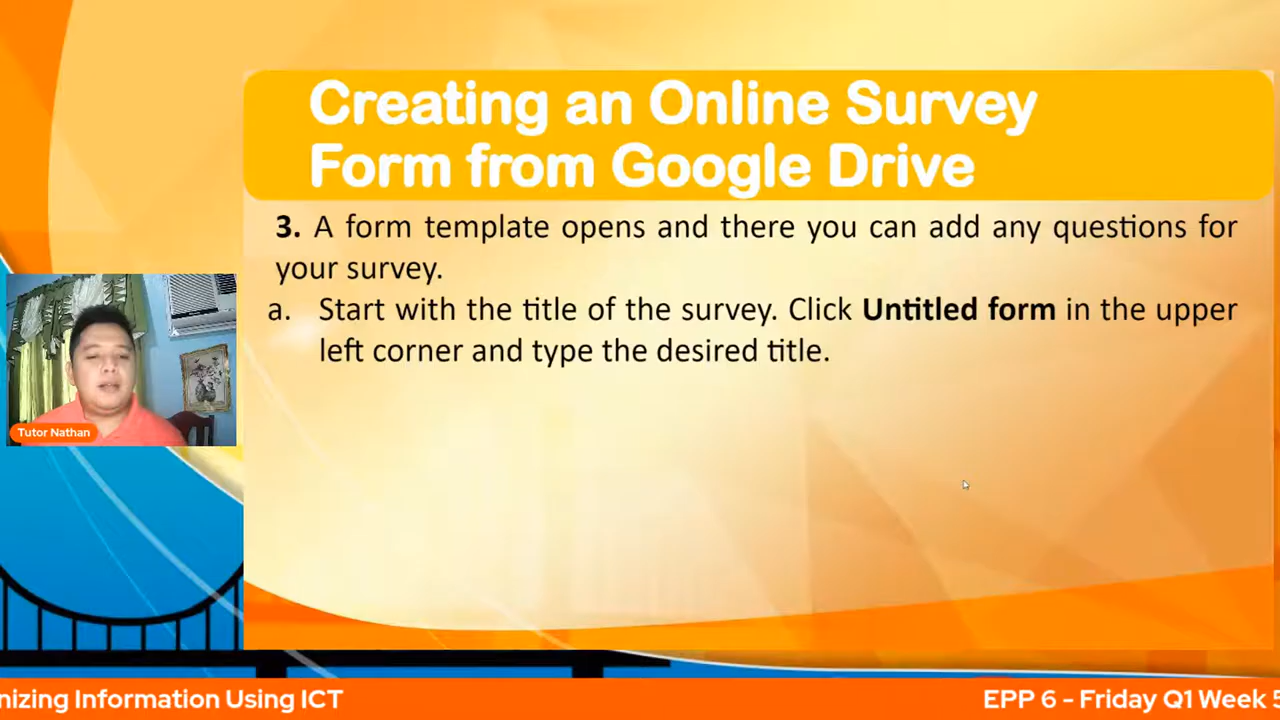 Creating an Online Survey
Form from Google Drive
3. A form template opens and there you can add any questions for
your survey.
a. Start with the title of the survey. Click Untitled form in the upper
left corner and type the desired title.
Tutor Nathan
nizing Information Using ICT
EPP 6 - Friday Q1 Week 5